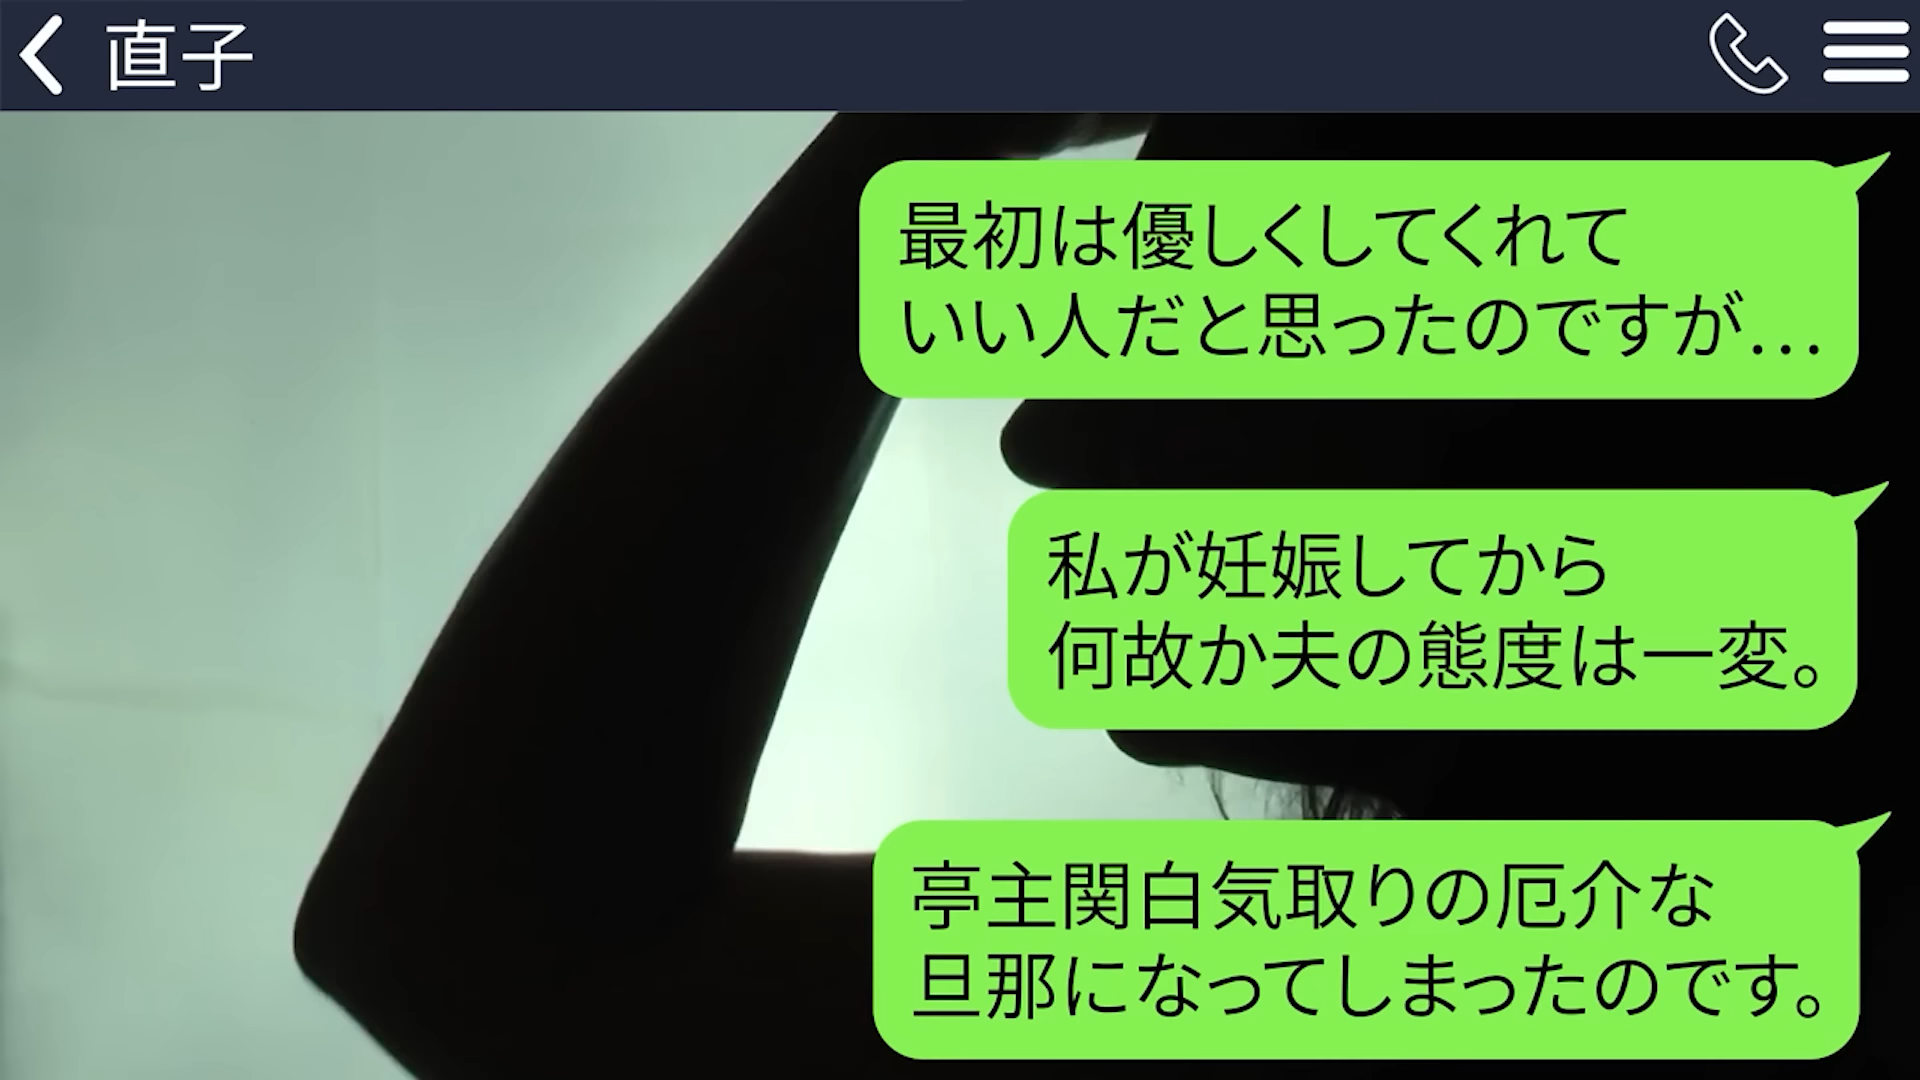 直子
最初は優しくしてくれて
いい人だと思ったのですが…
私が妊娠してから
何故か夫の態度は一変。
亭主関白気取りの厄介な
旦那になってしまったのです。